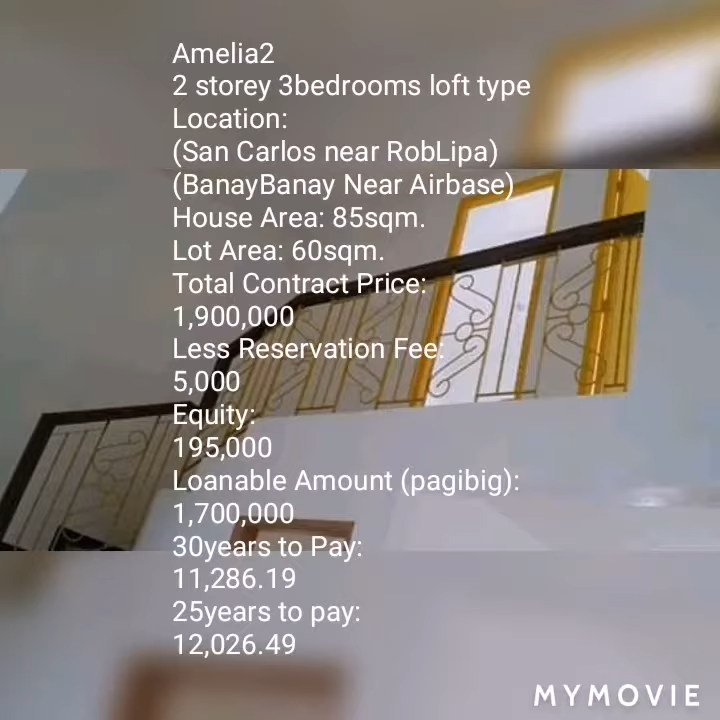 Amelia2
2 storey 3bedrooms loft type
Location:
(San Carlos near RobLipa)
(BanayBanay Near Airbase)
House Area: 85sqm.
Lot Area: 60sqm.
Total Contract Price:
1,900,000
Less Reservation Fee:
5,000
Equity:
195,000
Loanable Amount (pagibig):
1,700,000
30years to Pay:
11,286.19
25years to pay:
12,026.49
MYMOVIE